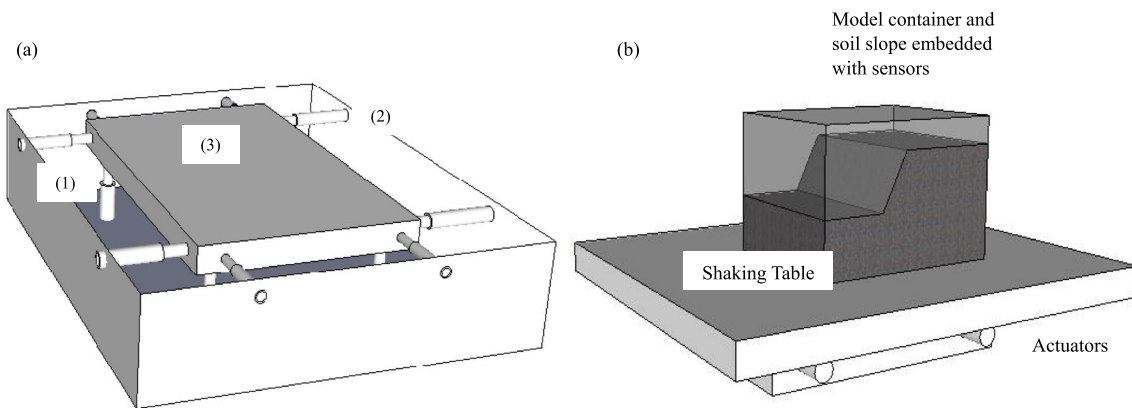 (a)
(1)
(2)
(3)
(b)
Model container and
soil slope embedded
with sensors
Shaking Table
Actuators